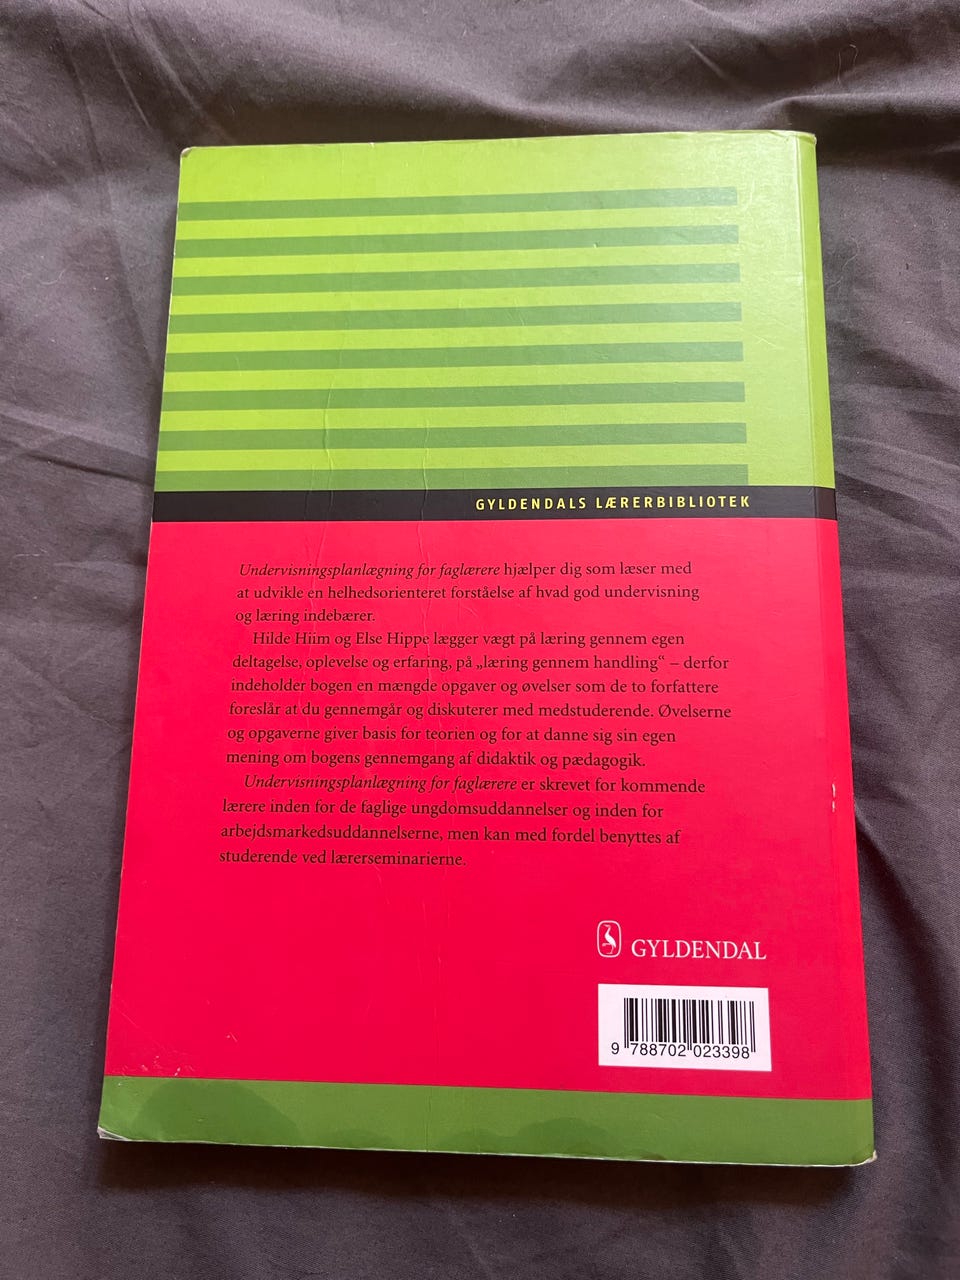 GYLDENDALS LÆRERBIBLIOTEK
Undervisningsplanlægning for faglærere hjælper dig som læser med
at udvikle en helhedsorienteret forståelse af hvad god undervisning
og læring indebærer.
Hilde Hiim og Else Hippe lægger vægt på læring gennem egen
deltagelse, oplevelse og erfaring, på „læring gennem handling“ – derfor
indeholder bogen en mængde opgaver og øvelser som de to forfattere
foreslår at du gennemgår og diskuterer med medstuderende. Øvelserne
og opgaverne giver basis for teorien og for at danne sig sin egen
mening om bogens gennemgang af didaktik og pædagogik.
Undervisningsplanlægning for faglærere er skrevet for kommende
lærere inden for de faglige ungdomsuddannelser og inden for
arbejdsmarkedsuddannelserne, men kan med fordel benyttes af
studerende ved lærerseminarierne.
GYLDENDAL
9 788702 023398